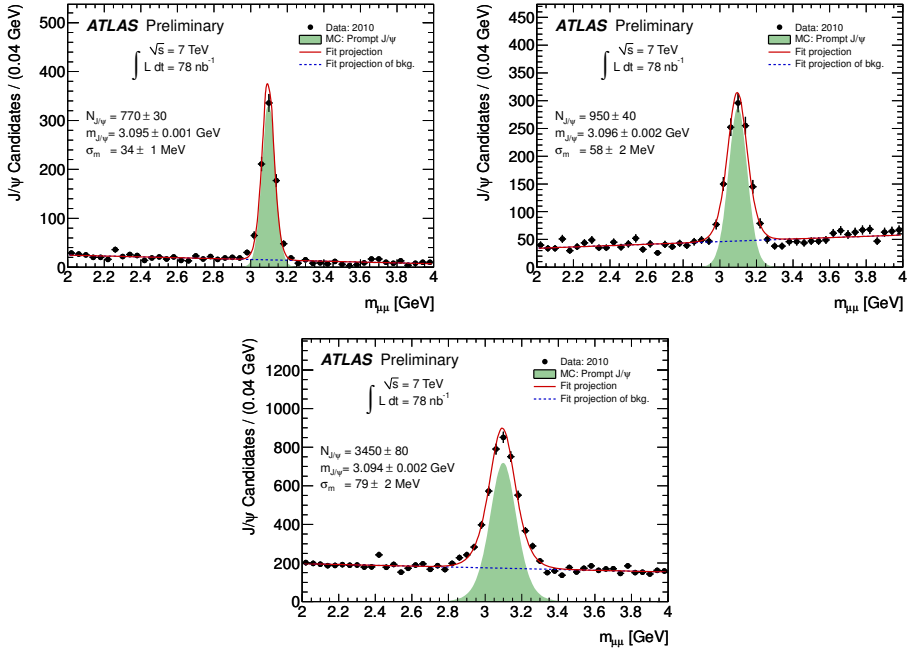 J/ψ Candidates / (0.04 GeV)
500
400
300
200
100
0
ATLAS Preliminary
∫ L dt = 78 nb⁻¹
√s = 7 TeV
Data: 2010
MC: Prompt J/ψ
Fit projection
Fit projection of bkg.
N_J/ψ = 770 ± 30
m_J/ψ = 3.095 ± 0.001 GeV
σ_m = 34 ± 1 MeV
2 2.2 2.4 2.6 2.8 3 3.2 3.4 3.6 3.8 4
m_μμ [GeV]
J/ψ Candidates / (0.04 GeV)
450
400
350
300
250
200
150
100
50
0
ATLAS Preliminary
√s = 7 TeV
∫ L dt = 78 nb⁻¹
Data: 2010
MC: Prompt J/ψ
Fit projection
Fit projection of bkg.
N_J/ψ = 950 ± 40
m_J/ψ = 3.096 ± 0.002 GeV
σ_m = 58 ± 2 MeV
2 2.2 2.4 2.6 2.8 3 3.2 3.4 3.6 3.8 4
m_μμ [GeV]
J/ψ Candidates / (0.04 GeV)
1200
1000
800
600
400
200
0
ATLAS Preliminary
√s = 7 TeV
∫ L dt = 78 nb⁻¹
Data: 2010
MC: Prompt J/ψ
Fit projection
Fit projection of bkg.
N_J/ψ = 3450 ± 80
m_J/ψ = 3.094 ± 0.002 GeV
σ_m = 79 ± 2 MeV
2 2.2 2.4 2.6 2.8 3 3.2 3.4 3.6 3.8 4
m_μμ [GeV]